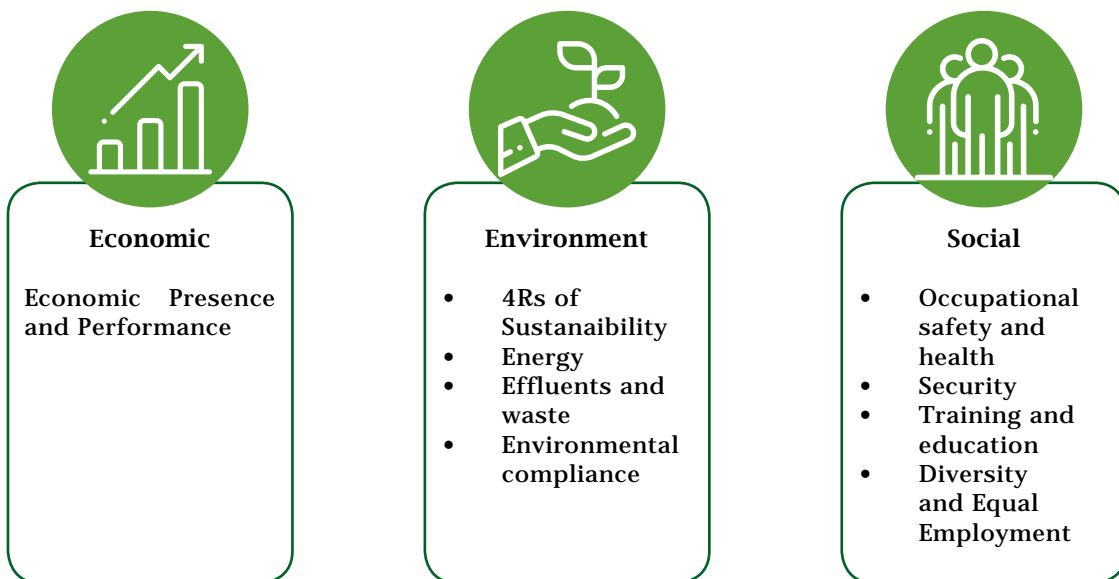 Economic
Economic Presence
and Performance
Environment
• 4Rs of
Sustanaibility
• Energy
• Effluents and
waste
• Environmental
compliance
Social
• Occupational
safety and
health
• Security
• Training and
education
• Diversity
and Equal
Employment